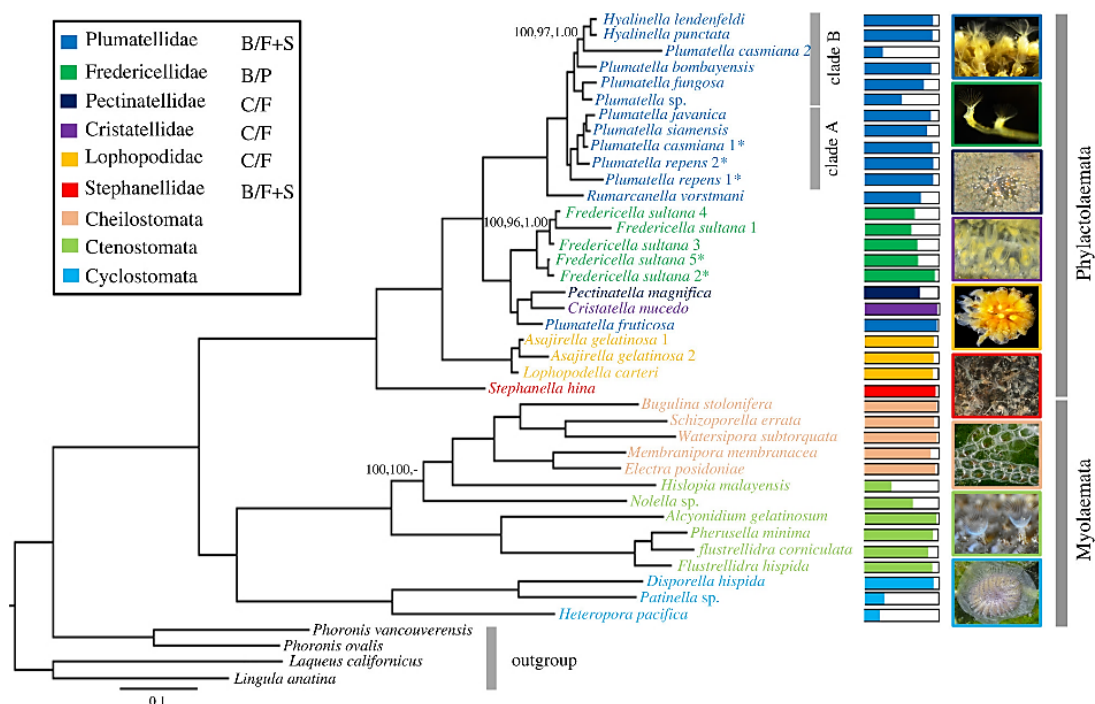 Plumatellidae B/F+S
Fredericellidae B/P
Pectinatellidae C/F
Cristatellidae C/F
Lophopodidae C/F
Stephanellidae B/F+S
Cheilostomata
Ctenostomata
Cyclostomata
100,97,1.00
Hyalinella lendenfeldi
Hyalinella punctata
Plumatella casmiana 2
Plumatella bombayensis
Plumatella fungosa
Plumatella sp.
Plumatella javanica
Plumatella siamensis
Plumatella casmiana 1*
Plumatella repens 2*
Plumatella repens 1*
Rumarcanella vorstmani
100,96,1.00
Fredericella sultana 4
Fredericella sultana 1
Fredericella sultana 3
Fredericella sultana 5*
Fredericella sultana 2*
Pectinatella magnifica
Cristatella mucedo
Plumatella fruticosa
Asajirella gelatinosa 1
Asajirella gelatinosa 2
Lophopodella carteri
Stephanella hina
Bugulina stolonifera
Schizoporella errata
Watersipora subtorquata
Membranipora membranacea
Electra posidoniae
100,100,-
Hislopia malayensis
Nolella sp.
Alcyonidium gelatinosum
Pherusella minima
flustrellidra corniculata
Flustrellidra hispida
Disporella hispida
Patinella sp.
Heteropora pacifica
Phoronis vancouverensis
Phoronis ovalis
Laqueus californicus
Lingula anatina
outgroup
0.1
clade B
clade A
Phylactolaemata
Myolaemata